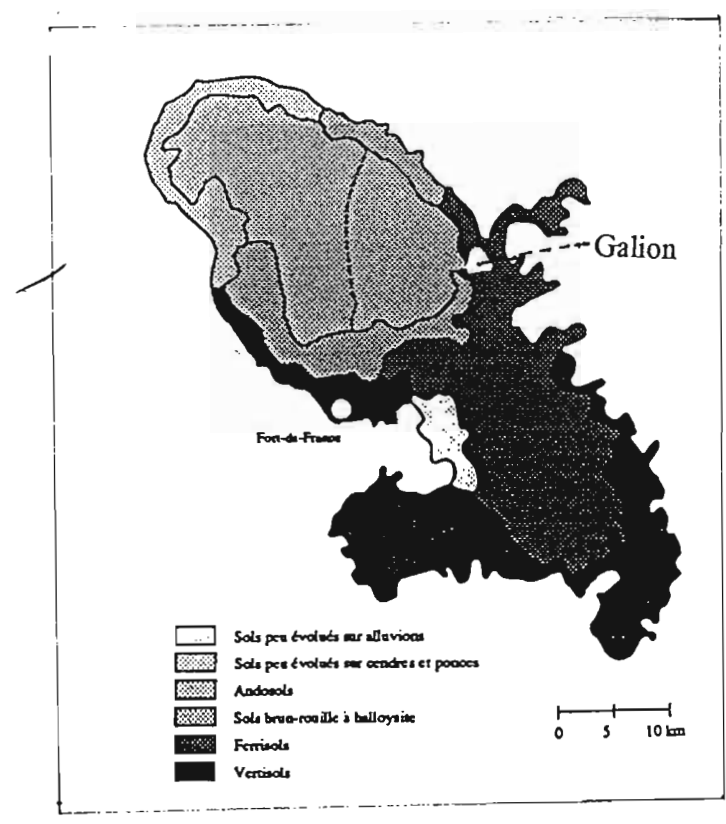 Galion
Fort-de-France
Sols peu évolués sur alluvions
Sols peu évolués sur cendres et ponces
Andosols
Sols brun-rouille à halloysite
Ferrisols
Vertisols
0 5 10 km